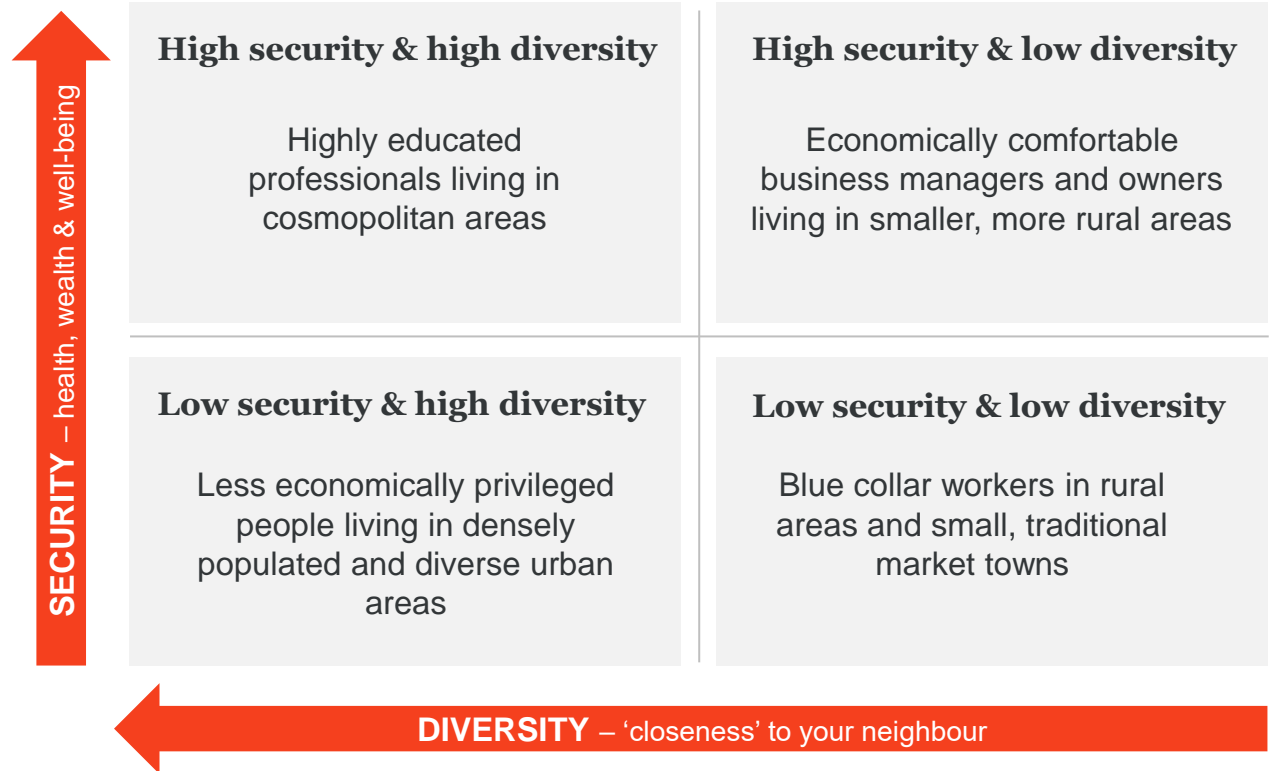 SECURITY – health, wealth & well-being
High security & high diversity
Highly educated
professionals living in
cosmopolitan areas
High security & low diversity
Economically comfortable
business managers and owners
living in smaller, more rural areas
Low security & high diversity
Less economically privileged
people living in densely
populated and diverse urban
areas
Low security & low diversity
Blue collar workers in rural
areas and small, traditional
market towns
DIVERSITY – ‘closeness’ to your neighbour